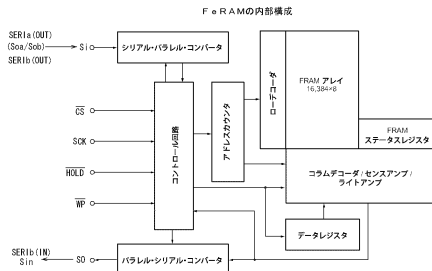 FeRAMの内部構成
SERIa(OUT)
(Soa/Sob)
SERIb(OUT)
Si
シリアル・パラレル・コンバータ
CS
SCK
HOLD
WP
コントロール回路
アドレスカウンタ
ローデコーダ
FRAM アレイ
16,384×8
FRAM
ステータスレジスタ
コラムデコーダ / センスアンプ /
ライトアンプ
データレジスタ
SERIb(IN)
Sin
SO
パラレル・シリアル・コンバータ